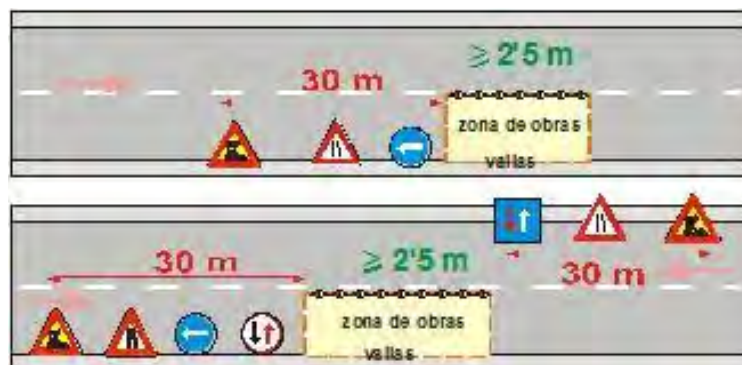 ≥ 2'5 m
30 m
zona de obras
vallas
30 m
≥ 2'5 m
30 m
zona de obras
vallas